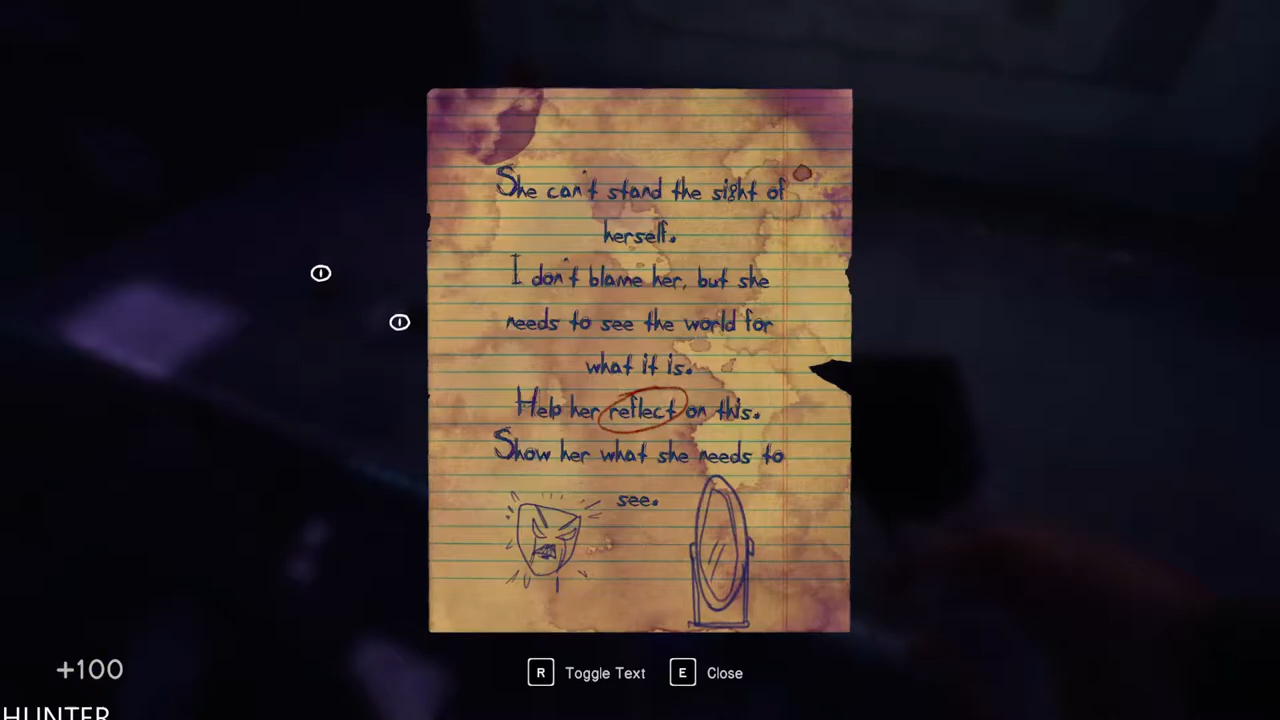 She can't stand the sight of
herself.
I don't blame her, but she
needs to see the world for
what it is.
Help her reflect on this.
Show her what she needs to
see.
+100
R Toggle Text E Close
HUNTER